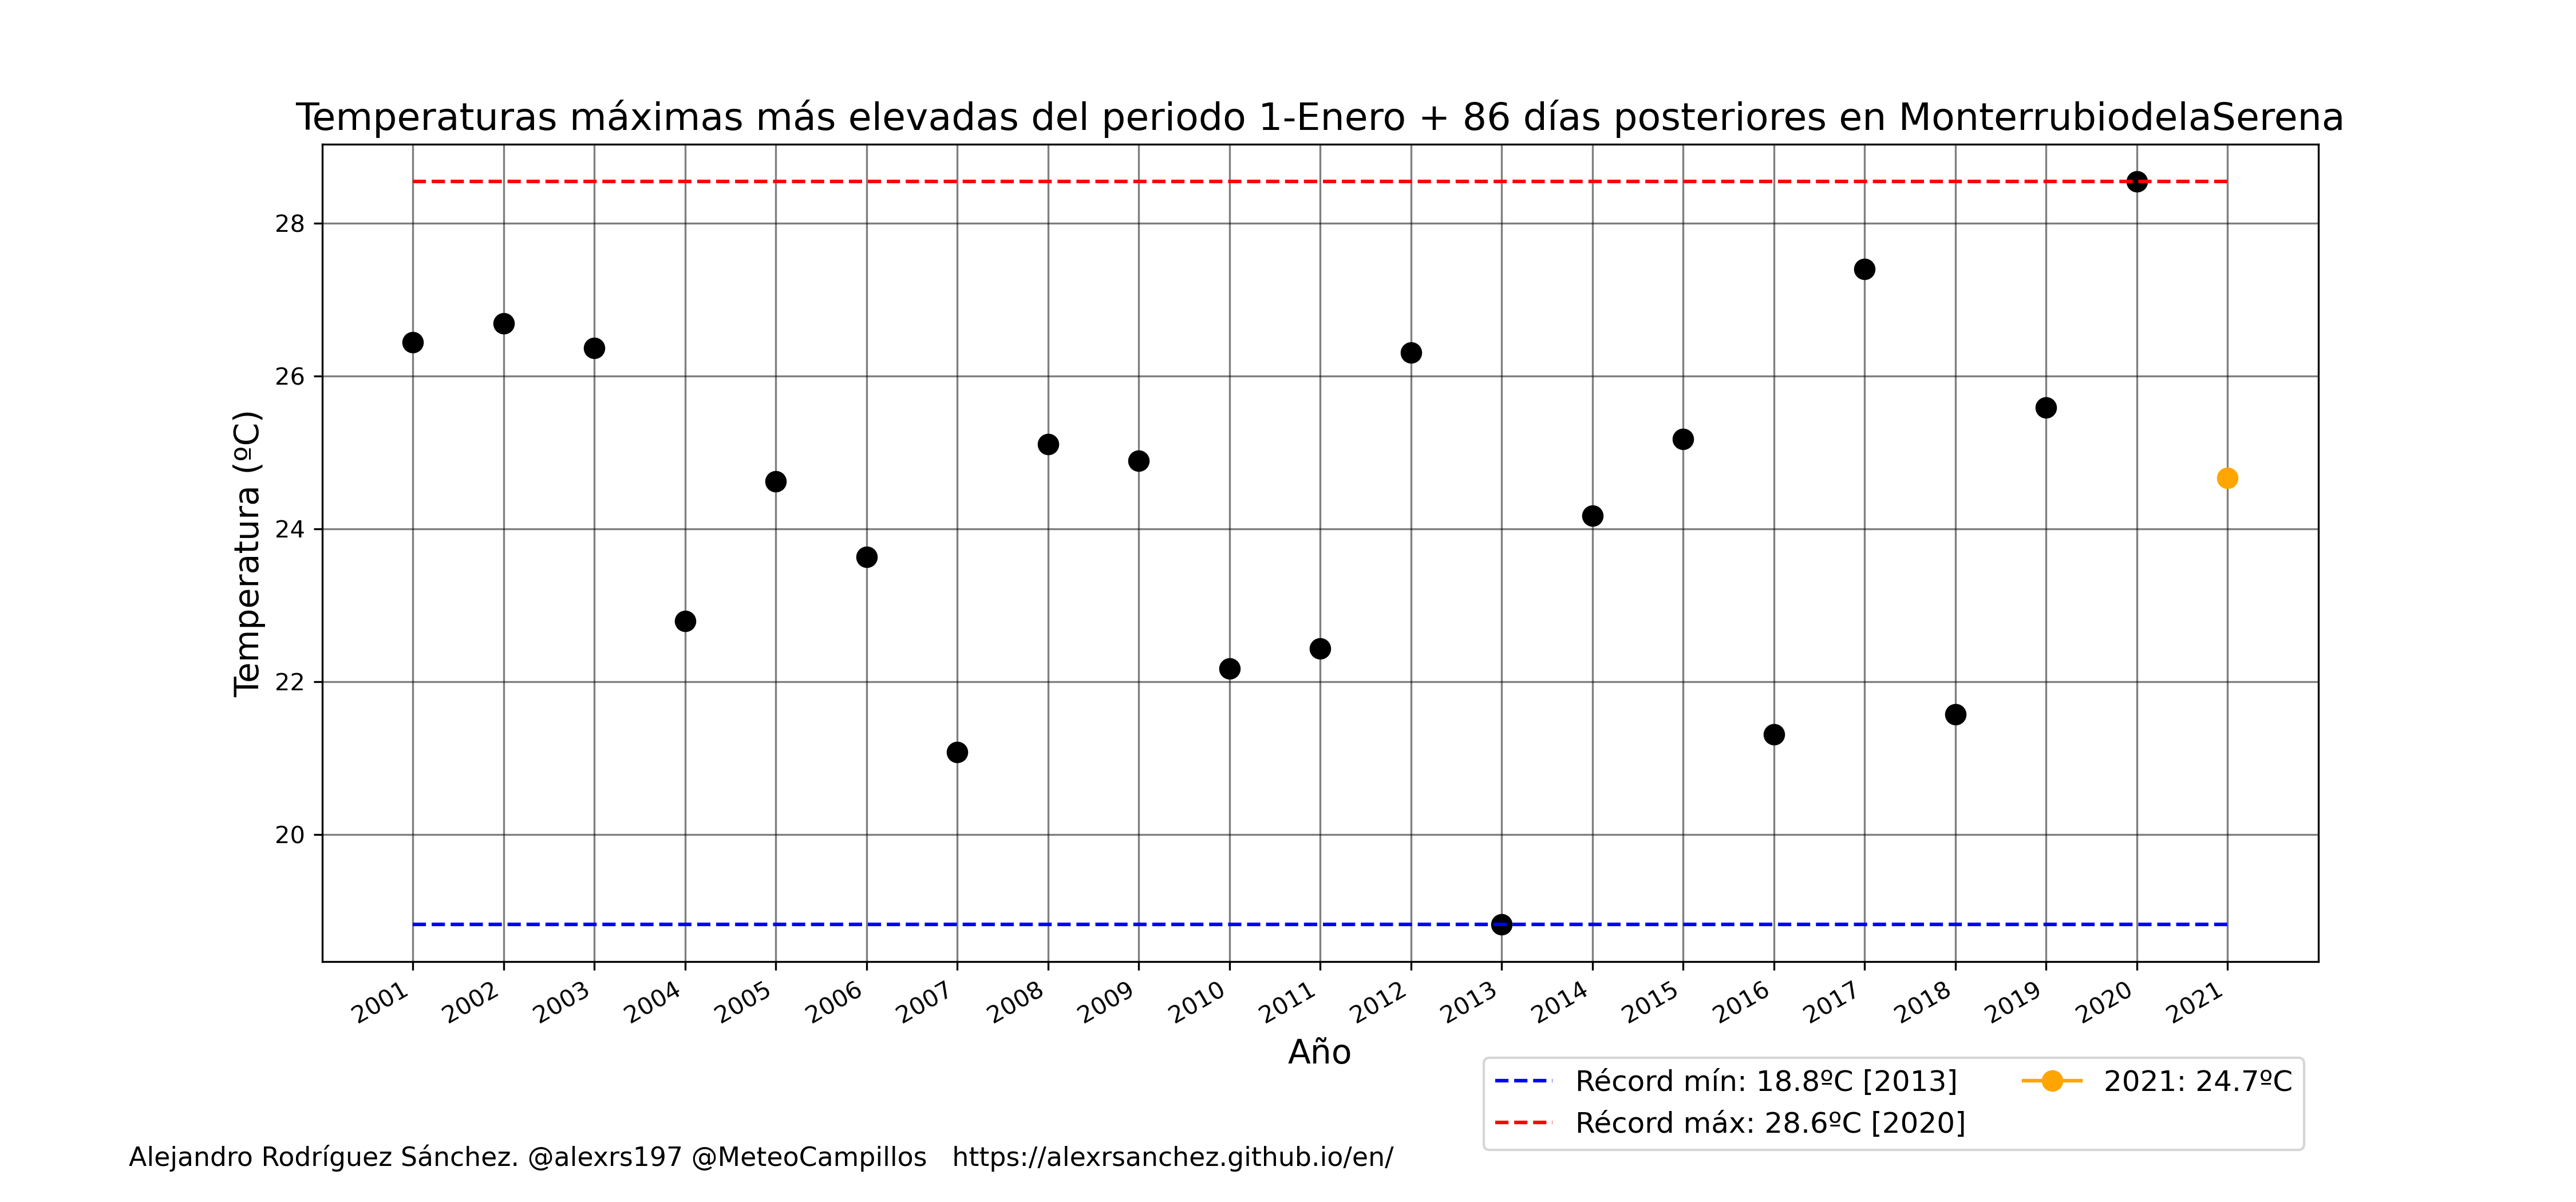 Temperaturas máximas más elevadas del periodo 1-Enero + 86 días posteriores en MonterrubiodelaSerena
Temperatura (ºC)
28
26
24
22
20
2001 2002 2003 2004 2005 2006 2007 2008 2009 2010 2011 2012 2013 2014 2015 2016 2017 2018 2019 2020 2021
Año
Récord mín: 18.8ºC [2013]
Récord máx: 28.6ºC [2020]
2021: 24.7ºC
Alejandro Rodríguez Sánchez. @alexrs197 @MeteoCampillos https://alexrsanchez.github.io/en/